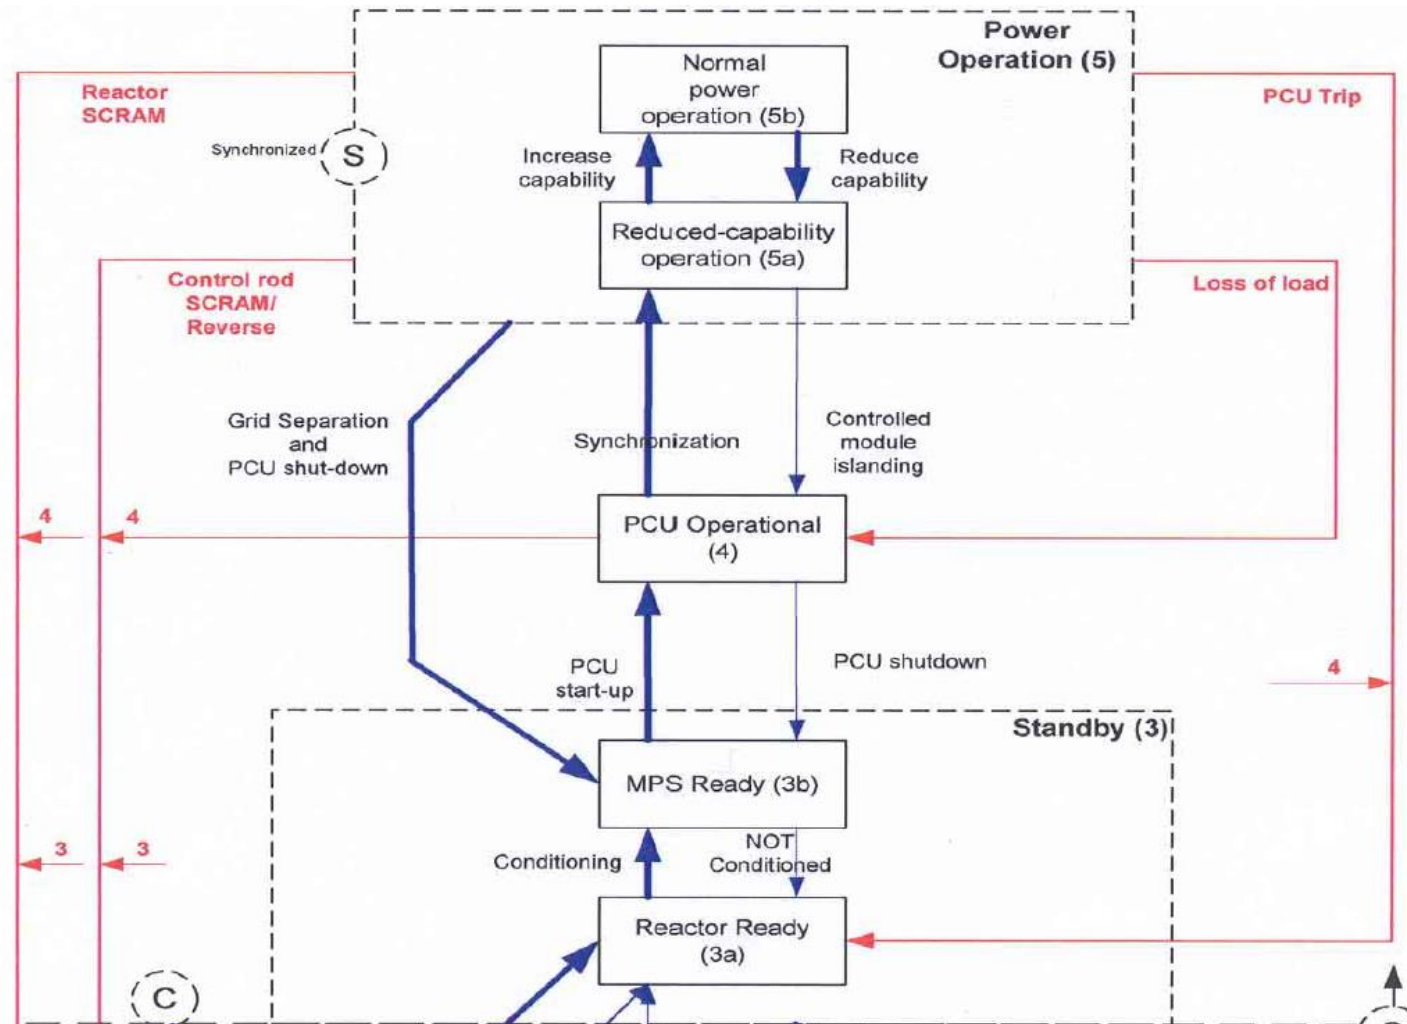 Power
Operation (5)
Normal
power
operation (5b)
Reactor
SCRAM
PCU Trip
Synchronized
S
Increase
capability
Reduce
capability
Reduced-capability
operation (5a)
Control rod
SCRAM/
Reverse
Loss of load
Grid Separation
and
PCU shut-down
Synchronization
Controlled
module
islanding
4
4
PCU Operational
(4)
PCU
start-up
PCU shutdown
4
Standby (3)
MPS Ready (3b)
3
3
Conditioning
NOT
Conditioned
Reactor Ready
(3a)
C